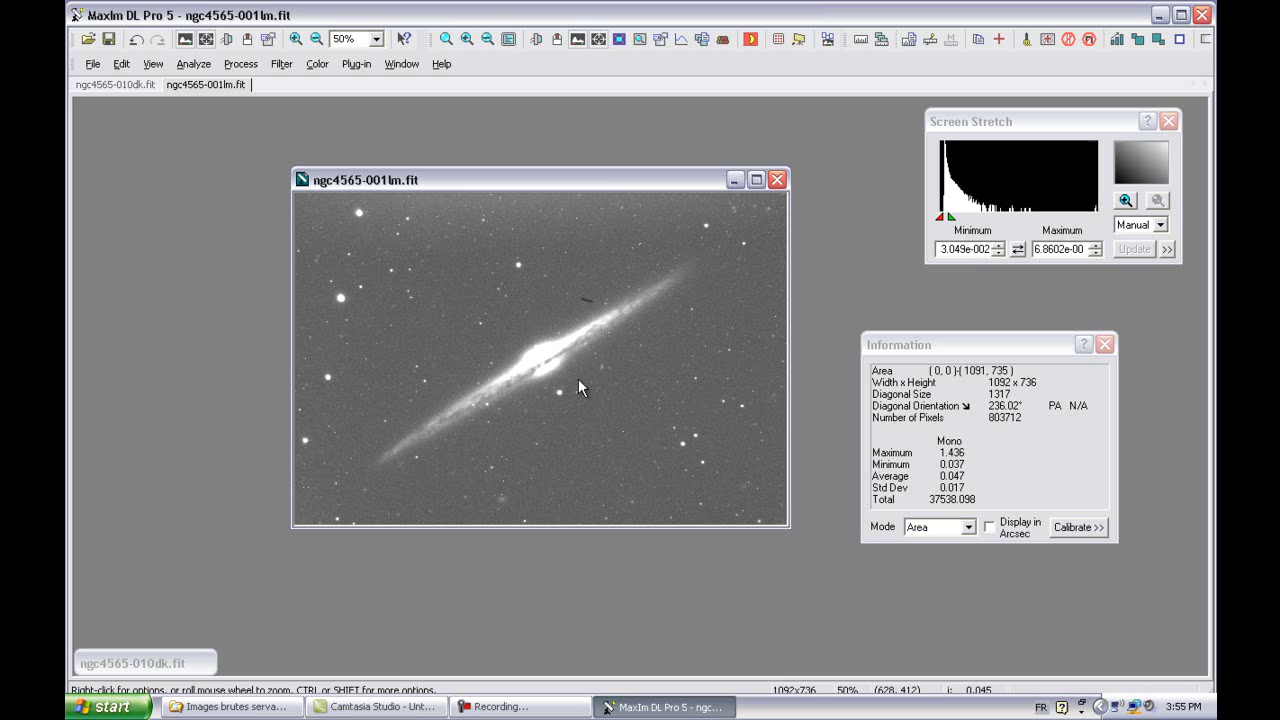 MaxIm DL Pro 5 - ngc4565-001lm.fit
50%
File Edit View Analyze Process Filter Color Plug-in Window Help
ngc4565-010dk.fit ngc4565-001lm.fit
Screen Stretch
Minimum Maximum
Manual
3.049e-002 6.8602e-00 Update >>
ngc4565-001lm.fit
Information
Area ( 0, 0 )-( 1091, 735 )
Width x Height 1092 x 736
Diagonal Size 1317
Diagonal Orientation 236.02° PA N/A
Number of Pixels 803712
Mono
Maximum 1.436
Minimum 0.037
Average 0.047
Std Dev 0.017
Total 37538.098
Mode Area Display in Arcsec Calibrate >>
ngc4565-010dk.fit
Right-click for options, or roll mouse wheel to zoom. CTRL or SHIFT for more options. 1092x736 50% (628, 412) i: 0.045
start Images brutes serva... Camtasia Studio - Unt... Recording... MaxIm DL Pro 5 - ngc... FR 3:55 PM